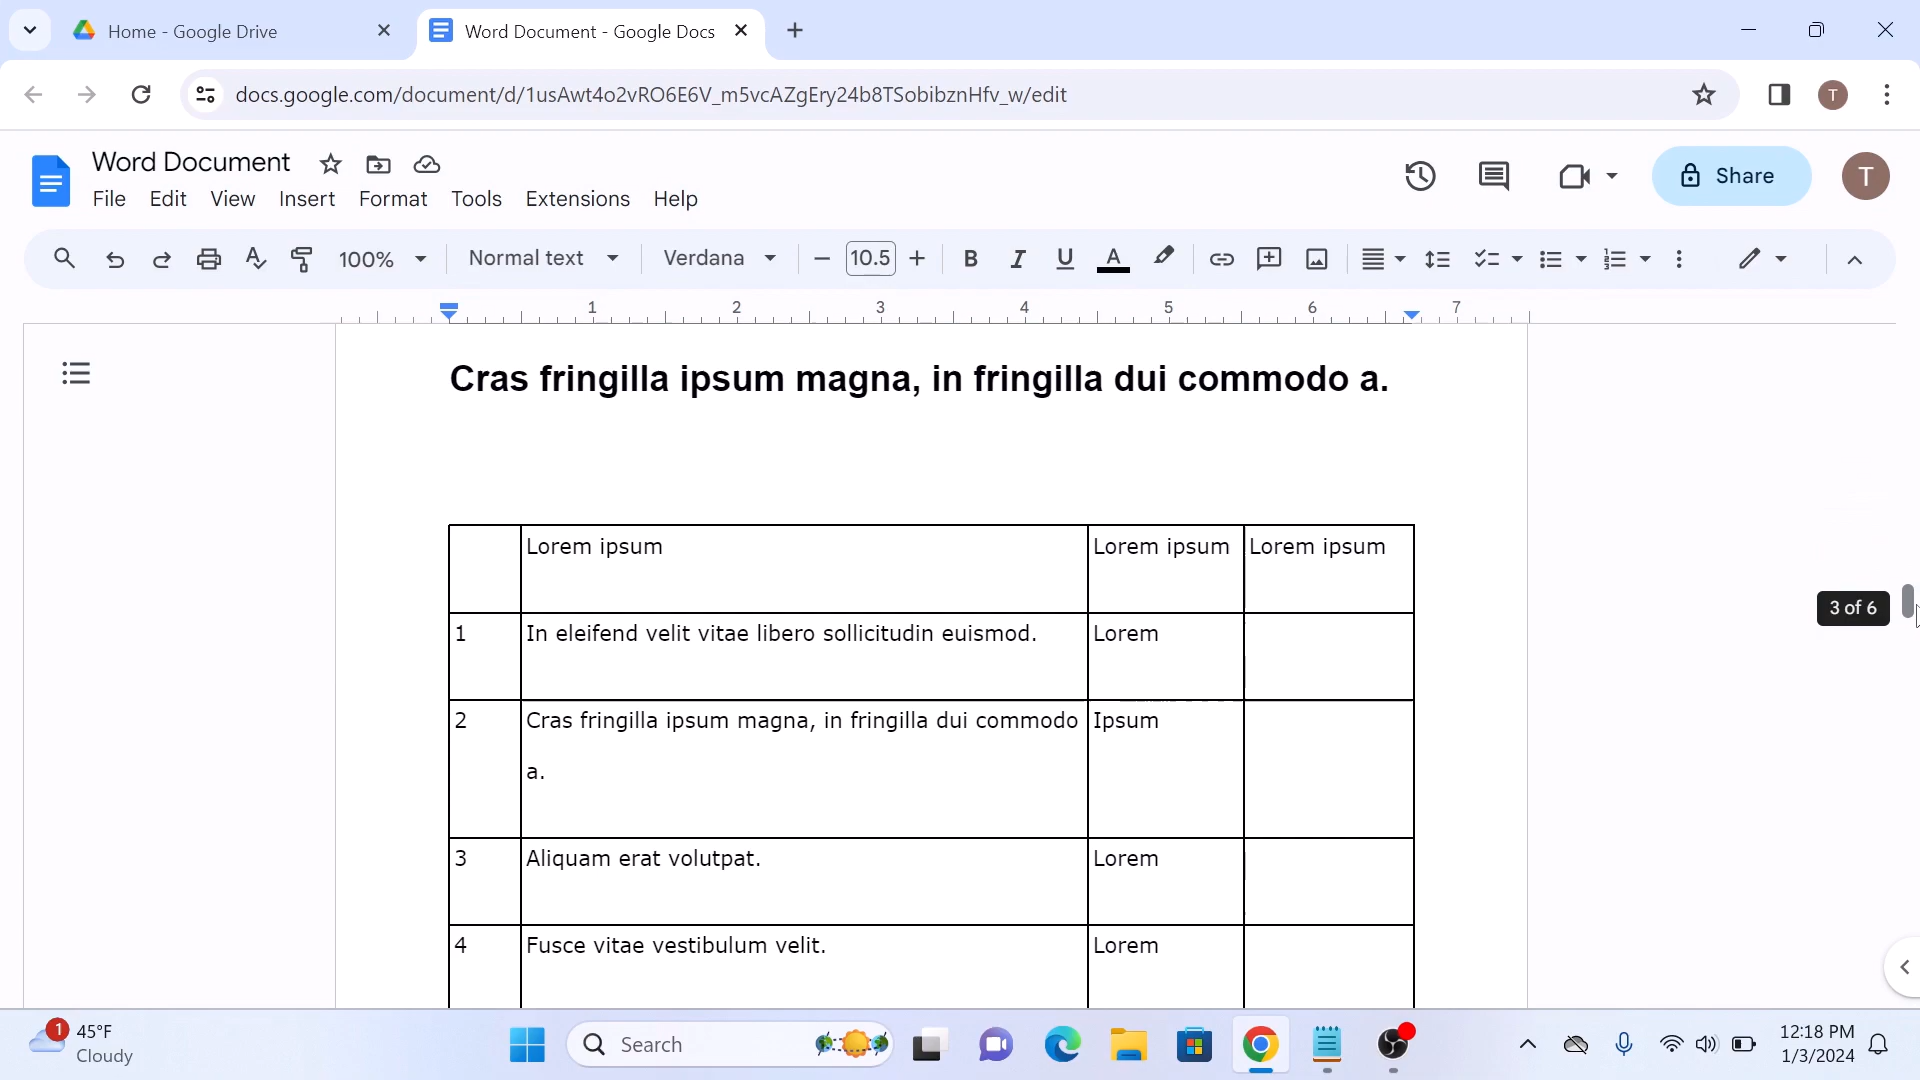 Home - Google Drive
Word Document - Google Docs
docs.google.com/document/d/1usAwt4o2vRO6E6V_m5vcAZgEry24b8TSobibznHfv_w/edit
T
Word Document
File Edit View Insert Format Tools Extensions Help
Share
T
100% Normal text Verdana 10.5 B I U A
1 2 3 4 5 6 7
Cras fringilla ipsum magna, in fringilla dui commodo a.
Lorem ipsum Lorem ipsum Lorem ipsum
1 In eleifend velit vitae libero sollicitudin euismod. Lorem
2 Cras fringilla ipsum magna, in fringilla dui commodo Ipsum
a.
3 Aliquam erat volutpat. Lorem
4 Fusce vitae vestibulum velit. Lorem
3 of 6
1
45°F
Cloudy
Search
12:18 PM
1/3/2024